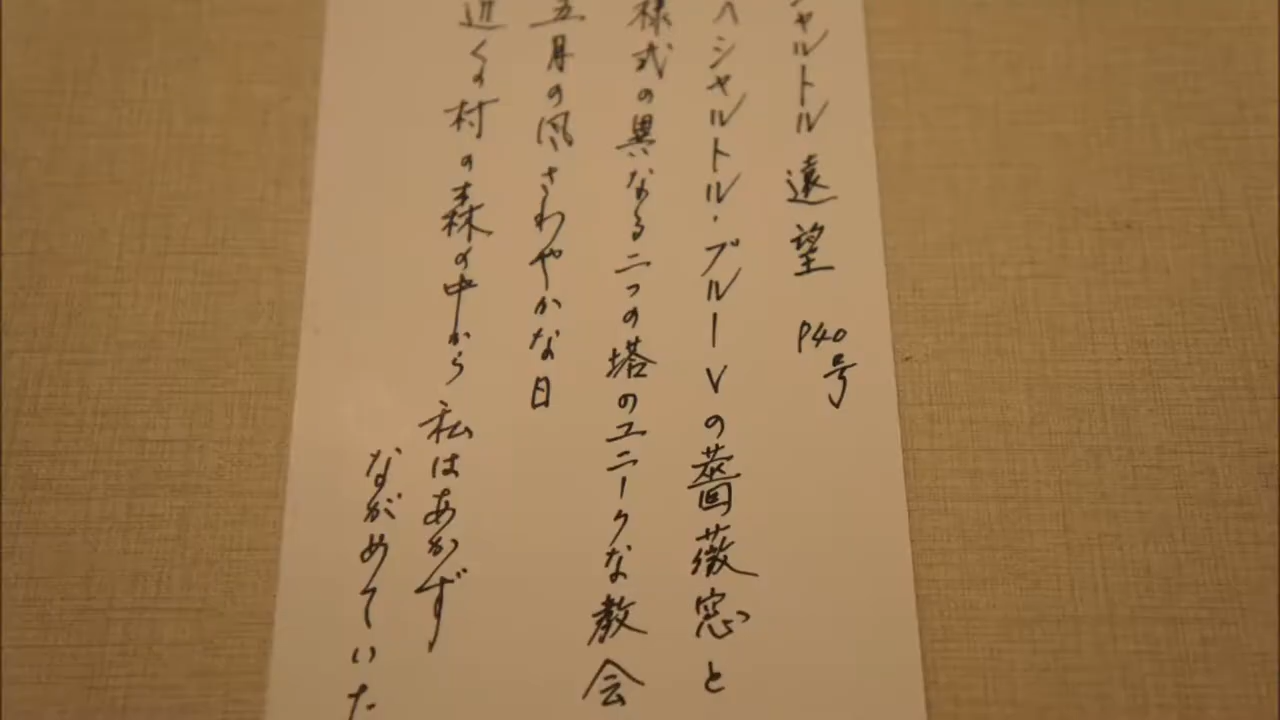 シャルトル遠望 P40号
〈シャルトル・ブルー〉の薔薇窓と
様式の異なる二つの塔のユニークな教会
五月の風さわやかな日
近くの村の森の中から 私はあかず
ながめていた